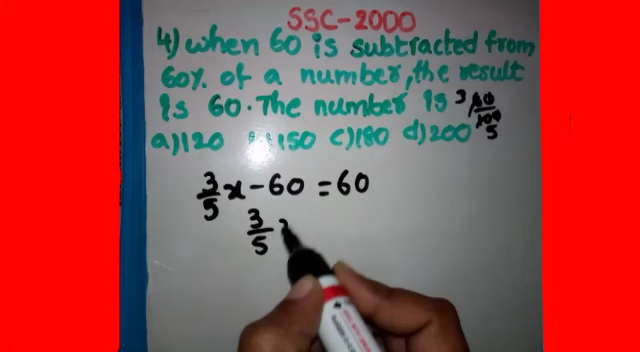 SSC-2000
4) when 60 is subtracted from
60% of a number, the result
is 60. The number is 3 60/100 5
a) 120 150 c) 180 d) 200
3/5 x - 60 = 60
3/5